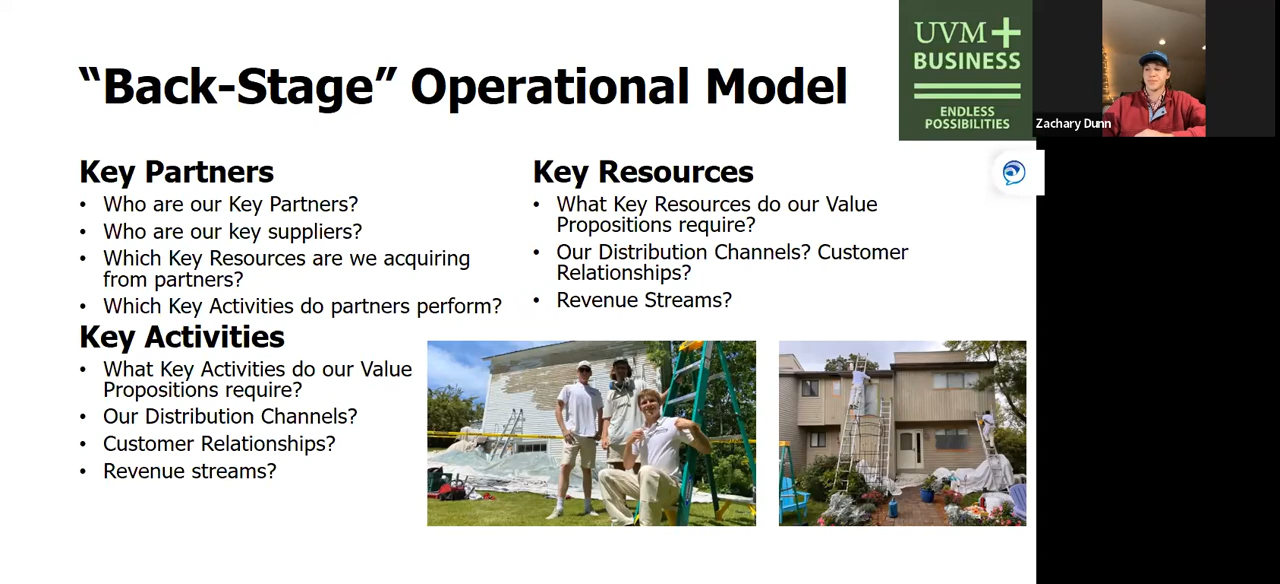 “Back-Stage” Operational Model
UVM+
BUSINESS
ENDLESS
POSSIBILITIES
Zachary Dunn
Key Partners
• Who are our Key Partners?
• Who are our key suppliers?
• Which Key Resources are we acquiring
from partners?
• Which Key Activities do partners perform?
Key Activities
• What Key Activities do our Value
Propositions require?
• Our Distribution Channels?
• Customer Relationships?
• Revenue streams?
Key Resources
• What Key Resources do our Value
Propositions require?
• Our Distribution Channels? Customer
Relationships?
• Revenue Streams?